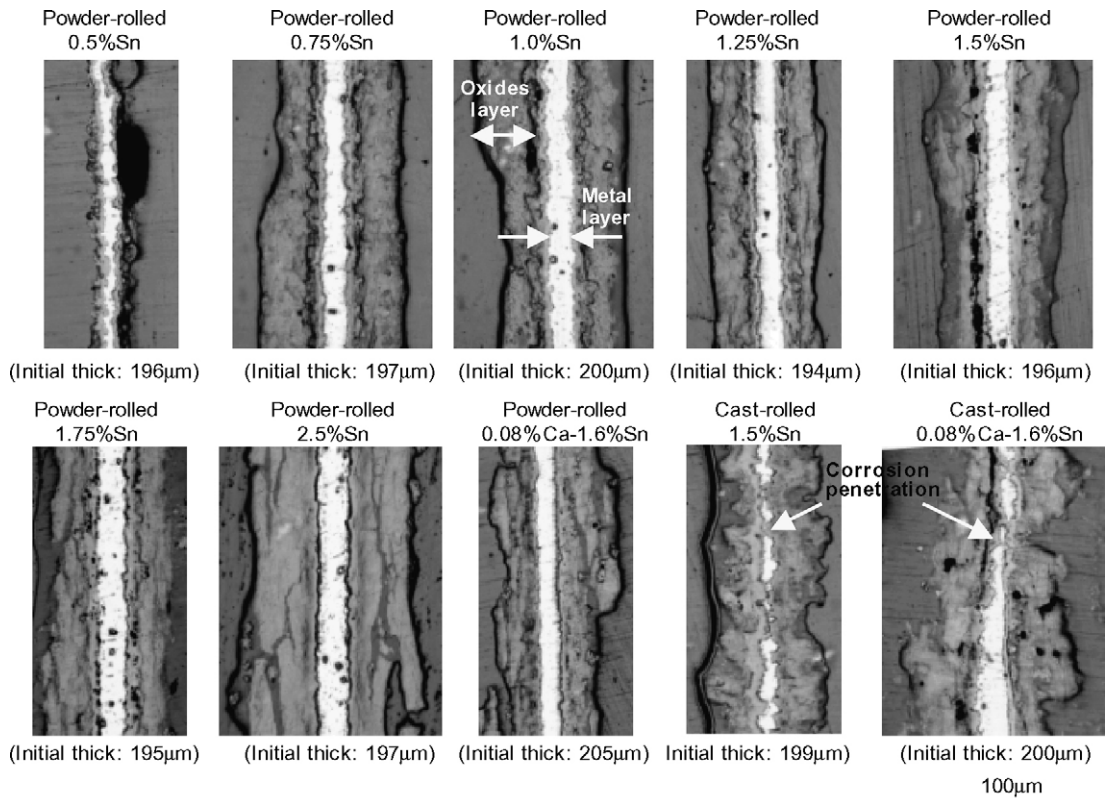 Powder-rolled
0.5%Sn
Powder-rolled
0.75%Sn
Powder-rolled
1.0%Sn
Powder-rolled
1.25%Sn
Powder-rolled
1.5%Sn
Oxides
layer
Metal
layer
(Initial thick: 196μm)
(Initial thick: 197μm)
(Initial thick: 200μm)
(Initial thick: 194μm)
(Initial thick: 196μm)
Powder-rolled
1.75%Sn
Powder-rolled
2.5%Sn
Powder-rolled
0.08%Ca-1.6%Sn
Cast-rolled
1.5%Sn
Cast-rolled
0.08%Ca-1.6%Sn
Corrosion
penetration
(Initial thick: 195μm)
(Initial thick: 197μm)
(Initial thick: 205μm)
Initial thick: 199μm)
(Initial thick: 200μm)
100μm